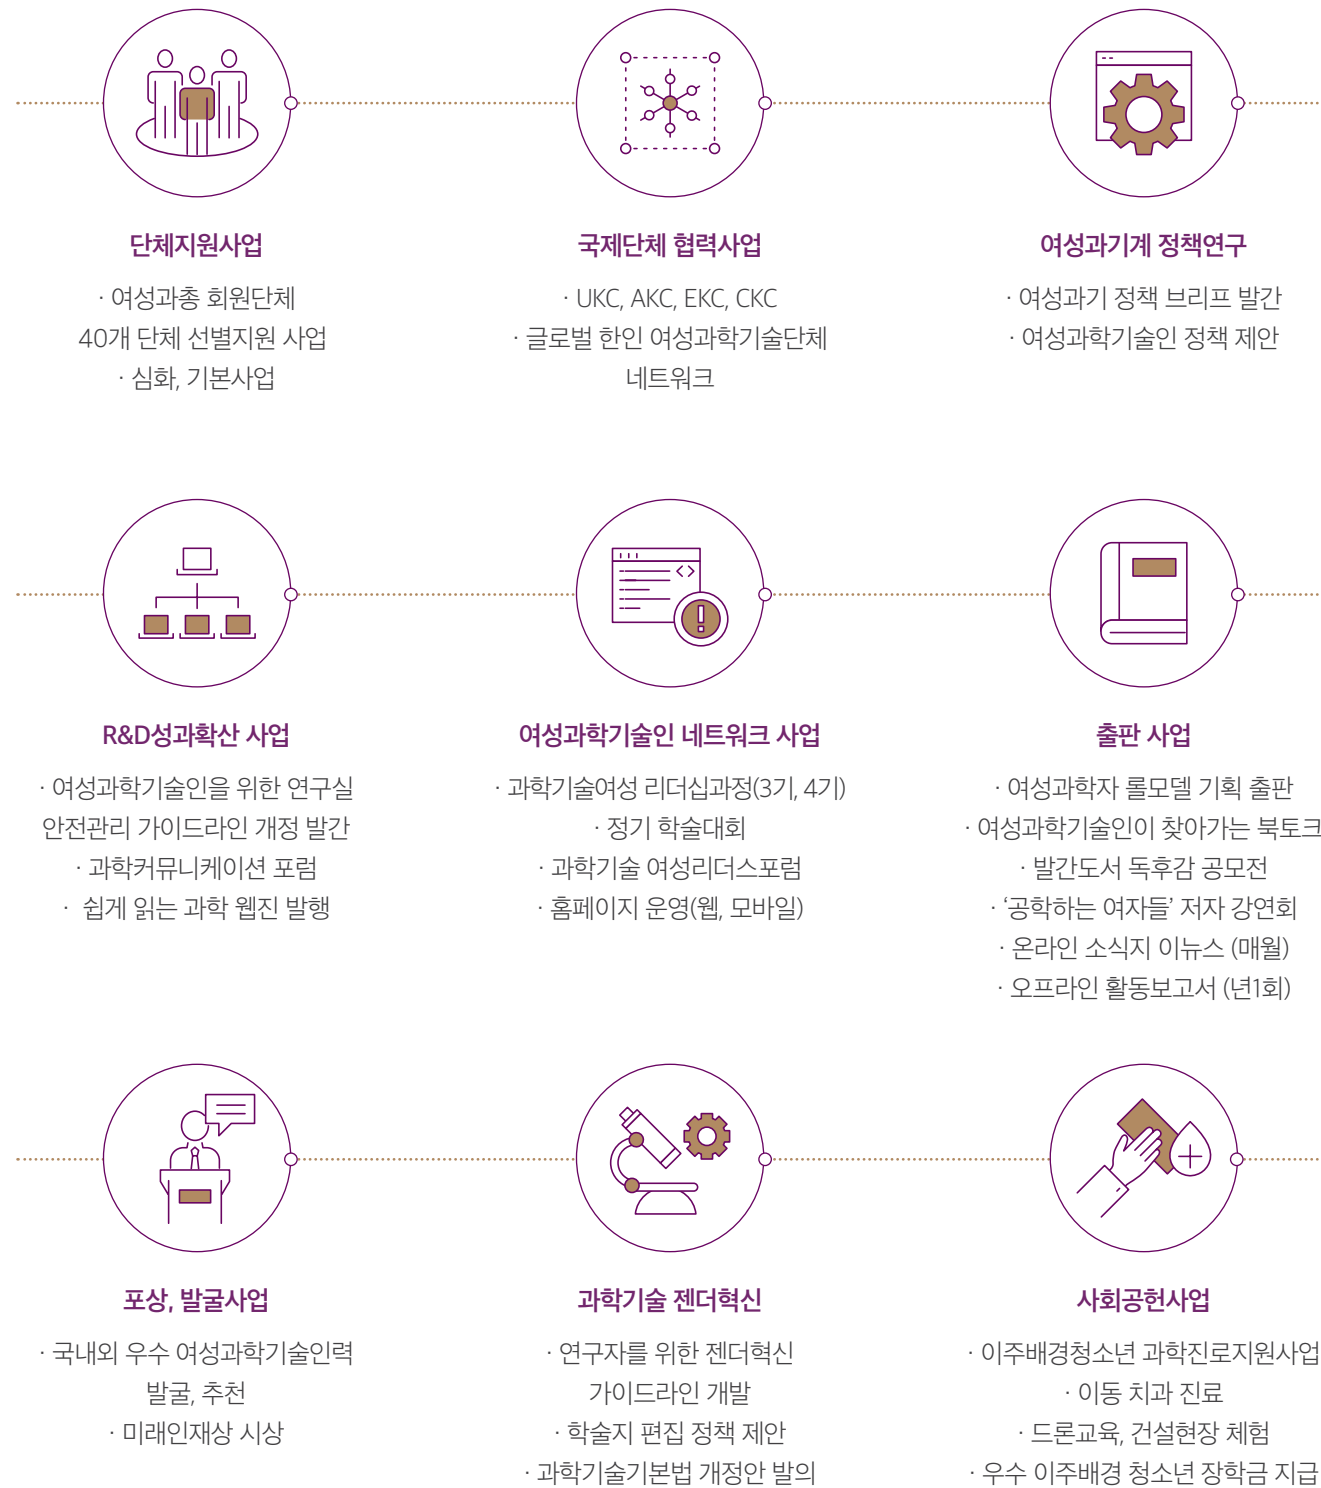 단체지원사업
· 여성과총 회원단체
40개 단체 선별지원 사업
· 심화, 기본사업
국제단체 협력사업
· UKC, AKC, EKC, CKC
· 글로벌 한인 여성과학기술단체
네트워크
여성과기계 정책연구
· 여성과기 정책 브리프 발간
· 여성과학기술인 정책 제안
R&D성과확산 사업
· 여성과학기술인을 위한 연구실
안전관리 가이드라인 개정 발간
· 과학커뮤니케이션 포럼
· 쉽게 읽는 과학 웹진 발행
여성과학기술인 네트워크 사업
· 과학기술여성 리더십과정(3기, 4기)
· 정기 학술대회
· 과학기술 여성리더스포럼
· 홈페이지 운영(웹, 모바일)
출판 사업
· 여성과학자 롤모델 기획 출판
· 여성과학기술인이 찾아가는 북토크
· 발간도서 독후감 공모전
· ‘공학하는 여자들’ 저자 강연회
· 온라인 소식지 이뉴스 (매월)
· 오프라인 활동보고서 (년1회)
포상, 발굴사업
· 국내외 우수 여성과학기술인력
발굴, 추천
· 미래인재상 시상
과학기술 젠더혁신
· 연구자를 위한 젠더혁신
가이드라인 개발
· 학술지 편집 정책 제안
· 과학기술기본법 개정안 발의
사회공헌사업
· 이주배경청소년 과학진로지원사업
· 이동 치과 진료
· 드론교육, 건설현장 체험
· 우수 이주배경 청소년 장학금 지급